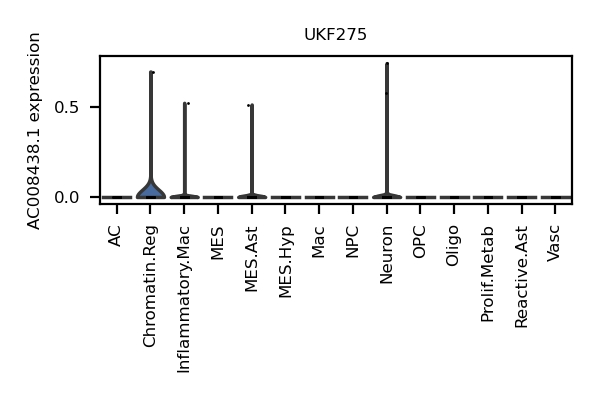 UKF275
AC008438.1 expression
0.5
0.0
AC
Chromatin.Reg
Inflammatory.Mac
MES
MES.Ast
MES.Hyp
Mac
NPC
Neuron
OPC
Oligo
Prolif.Metab
Reactive.Ast
Vasc